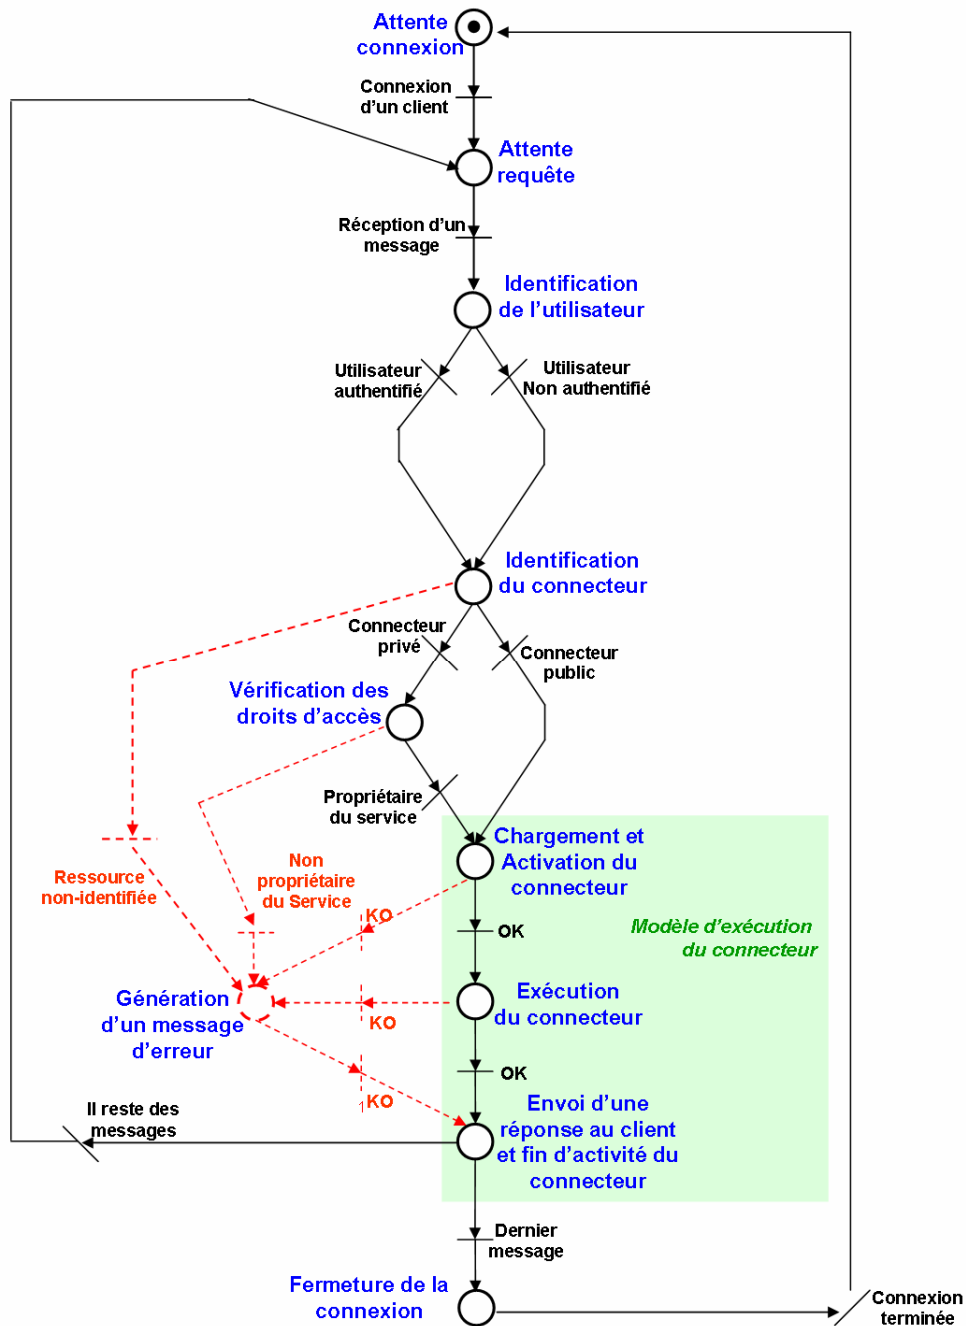 Attente
connexion
Connexion
d'un client
Attente
requête
Réception d'un
message
Identification
de l'utilisateur
Utilisateur
authentifié
Utilisateur
Non authentifié
Identification
du connecteur
Connecteur
privé
Connecteur
public
Vérification des
droits d'accès
Propriétaire
du service
Chargement et
Activation du
connecteur
Ressource
non-identifiée
Non
propriétaire
du Service
KO
OK
Modèle d'exécution
du connecteur
Génération
d'un message
d'erreur
KO
Exécution
du connecteur
OK
KO
Envoi d'une
réponse au client
et fin d'activité du
connecteur
Il reste des
messages
Dernier
message
Fermeture de la
connexion
Connexion
terminée